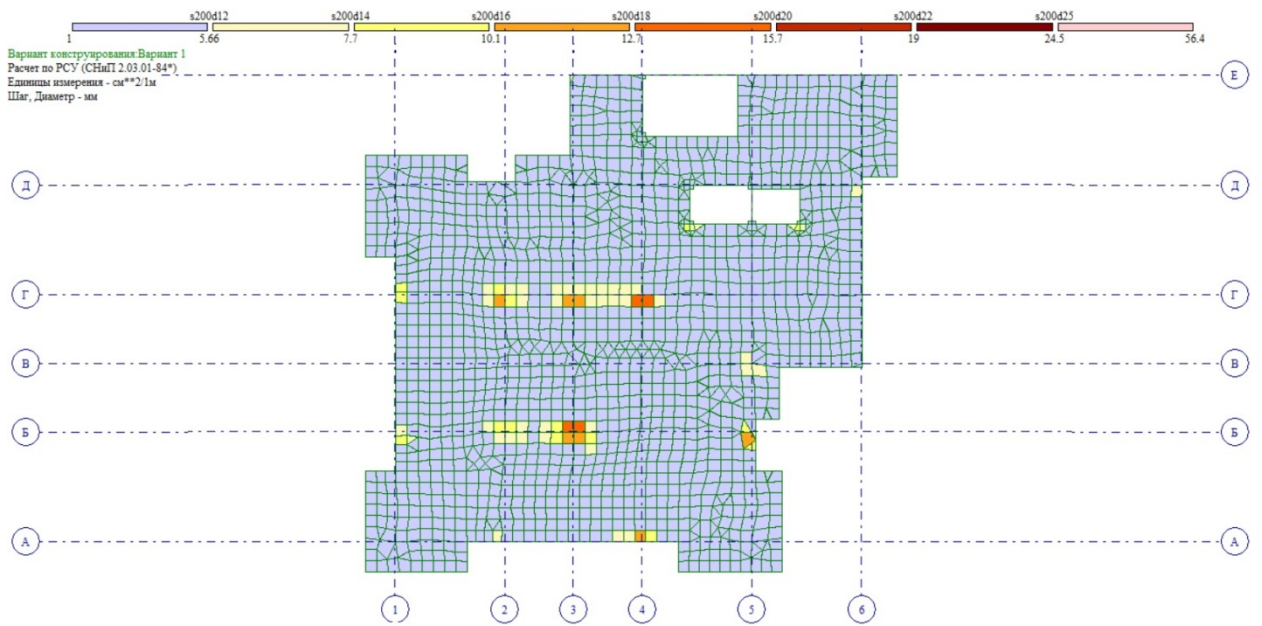 s200d12 s200d14 s200d16 s200d18 s200d20 s200d22 s200d25
1 5.66 7.7 10.1 12.7 15.7 19 24.5 56.4
Вариант конструирования:Вариант 1
Расчет по РСУ (СНиП 2.03.01-84*)
Единицы измерения - см**2/1м
Шаг, Диаметр - мм
Е
Д Д
Г Г
В В
Б Б
А А
1 2 3 4 5 6